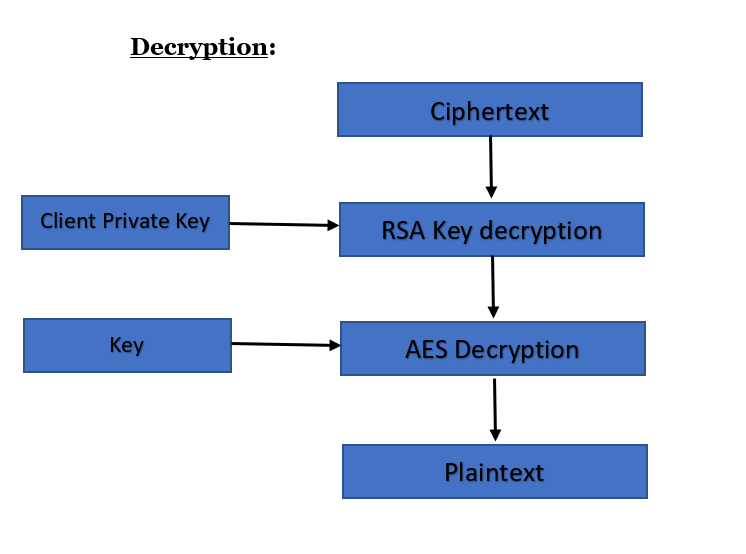 Decryption:
Ciphertext
Client Private Key
RSA Key decryption
Key
AES Decryption
Plaintext